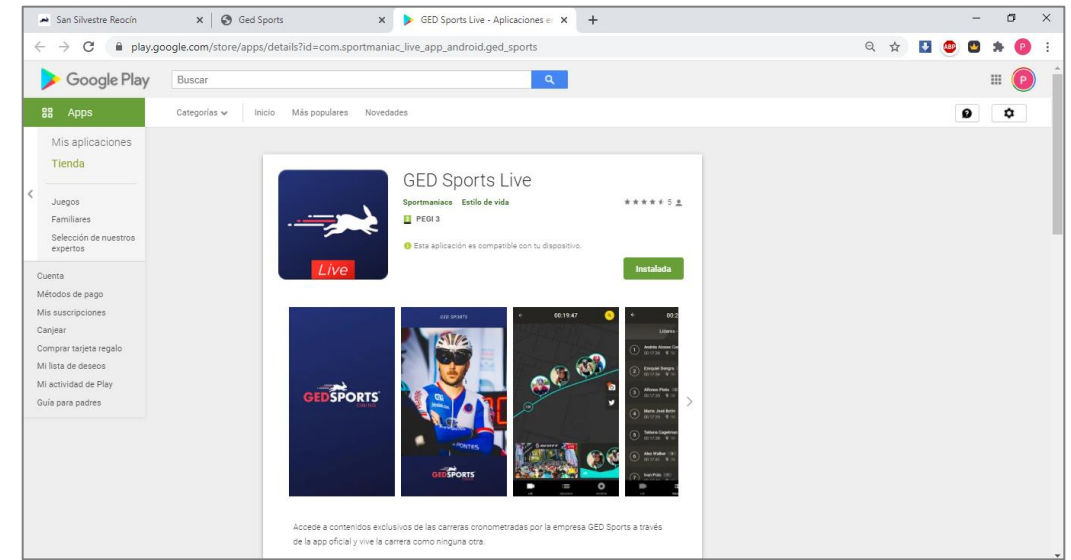 San Silvestre Reocín
Ged Sports
GED Sports Live - Aplicaciones e
play.google.com/store/apps/details?id=com.sportmaniac_live_app_android.ged_sports
ABP
P
Google Play
Buscar
P
Apps
Categorías
Inicio
Más populares
Novedades
Mis aplicaciones
Tienda
Juegos
Familiares
Selección de nuestros
expertos
Cuenta
Métodos de pago
Mis suscripciones
Canjear
Comprar tarjeta regalo
Mi lista de deseos
Mi actividad de Play
Guía para padres
Live
GED Sports Live
Sportmaniacs Estilo de vida
5
PEGI 3
Esta aplicación es compatible con tu dispositivo.
Instalada
GEDSPORTS
GED SPORTS
GEDSPORTS
00:19:47
Accede a contenidos exclusivos de las carreras cronometradas por la empresa GED Sports a través
de la app oficial y vive la carrera como ninguna otra.